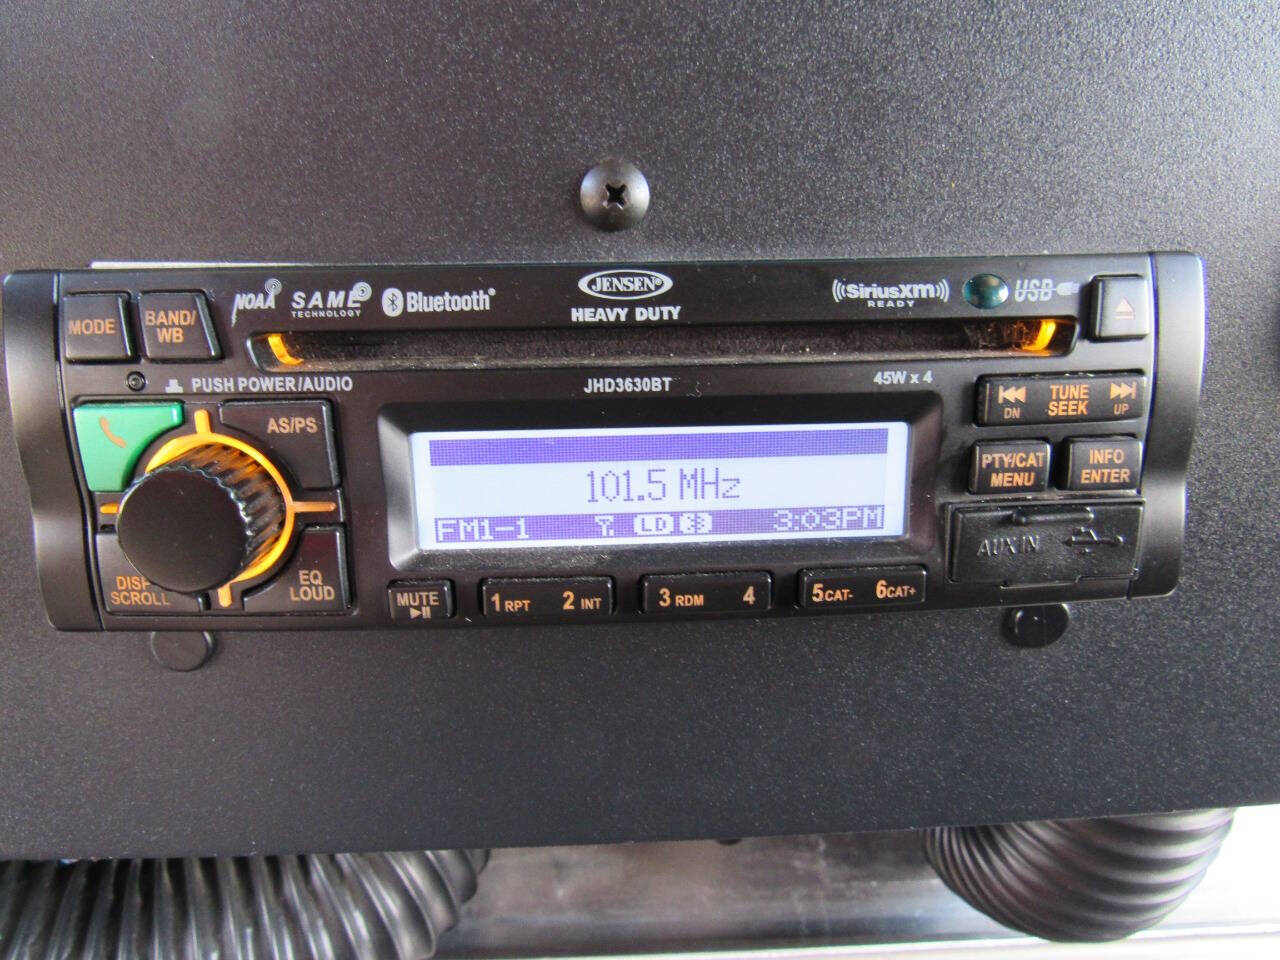 JENSEN®
HEAVY DUTY
NOAA
SAME
TECHNOLOGY
Bluetooth®
((SiriusXM))
READY
USB
MODE
BAND/
WB
PUSH POWER/AUDIO
JHD3630BT
45W x 4
AS/PS
TUNE
SEEK
DN
UP
101.5 MHz
PTY/CAT
MENU
INFO
ENTER
FM1-1
LD
3:03PM
AUX IN
DISP
SCROLL
EQ
LOUD
MUTE
1 RPT 2 INT
3 RDM 4
5 CAT- 6 CAT+